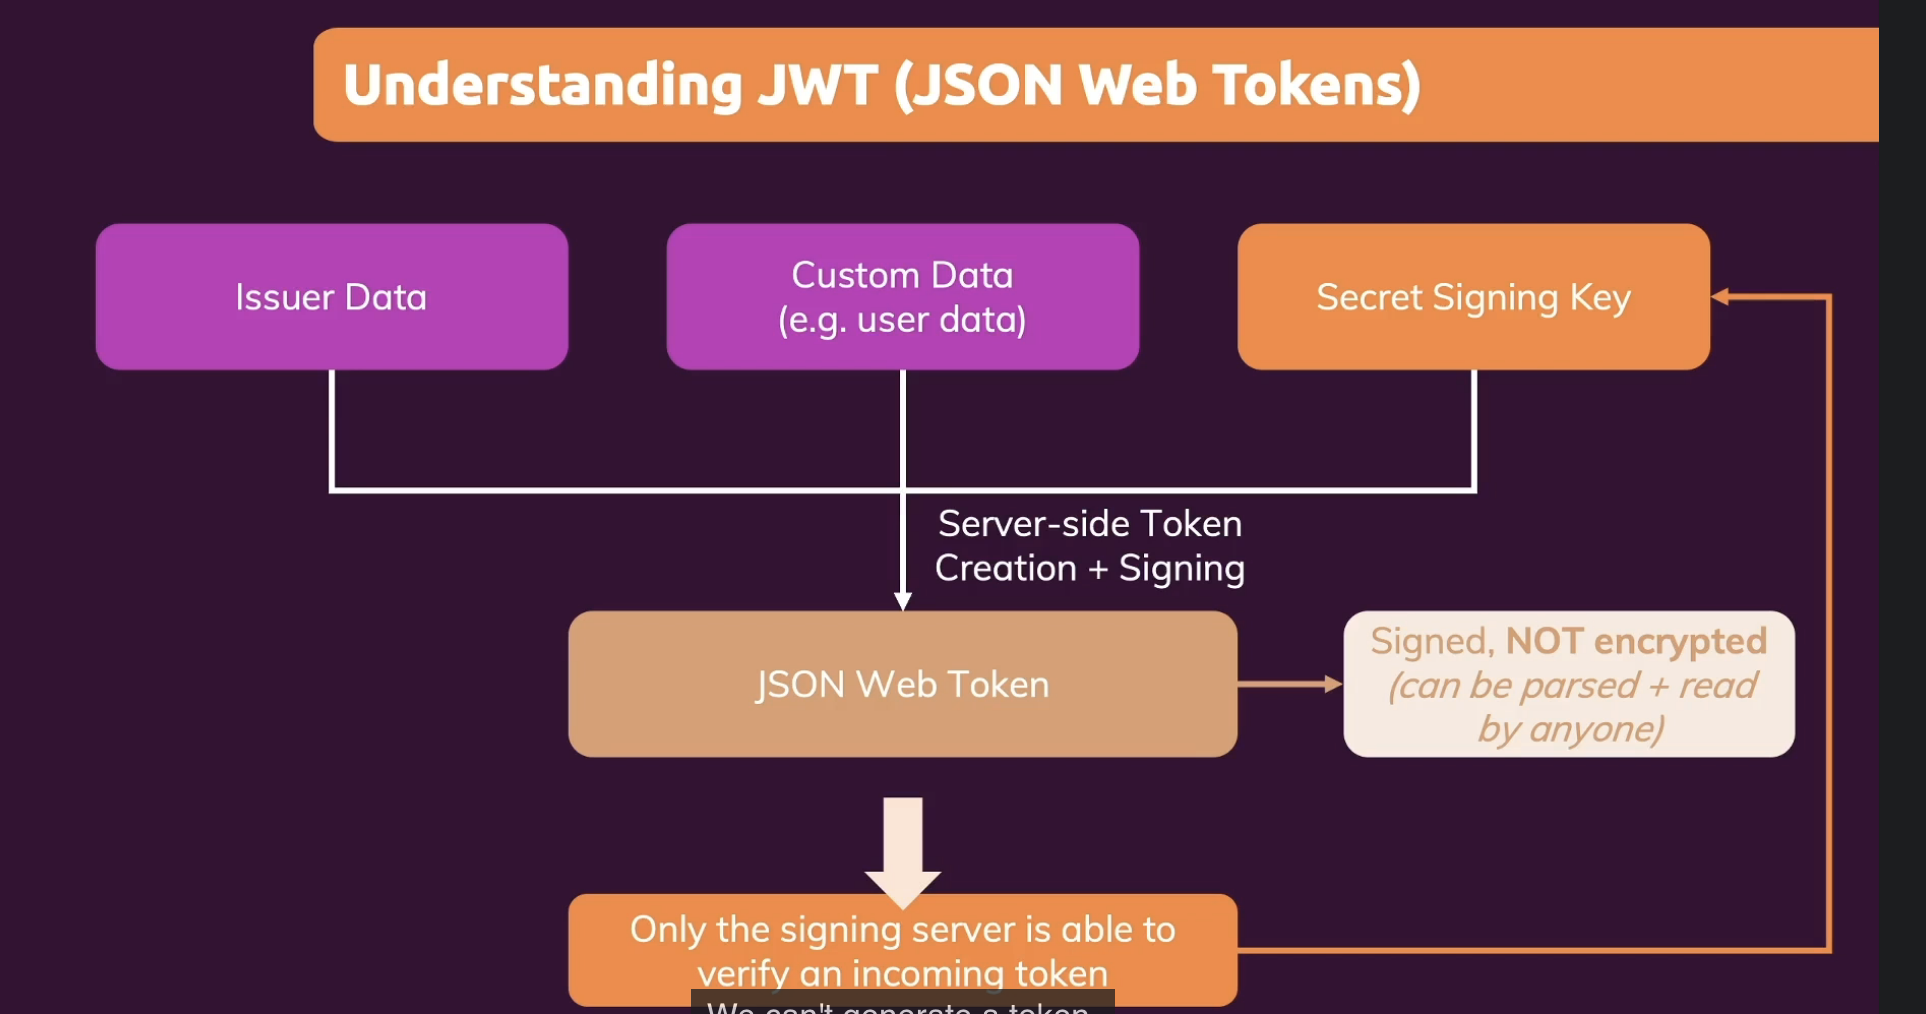 Understanding JWT (JSON Web Tokens)
Issuer Data
Custom Data
(e.g. user data)
Secret Signing Key
Server-side Token
Creation + Signing
JSON Web Token
Signed, NOT encrypted
(can be parsed + read
by anyone)
Only the signing server is able to
verify an incoming token
We can't generate a token